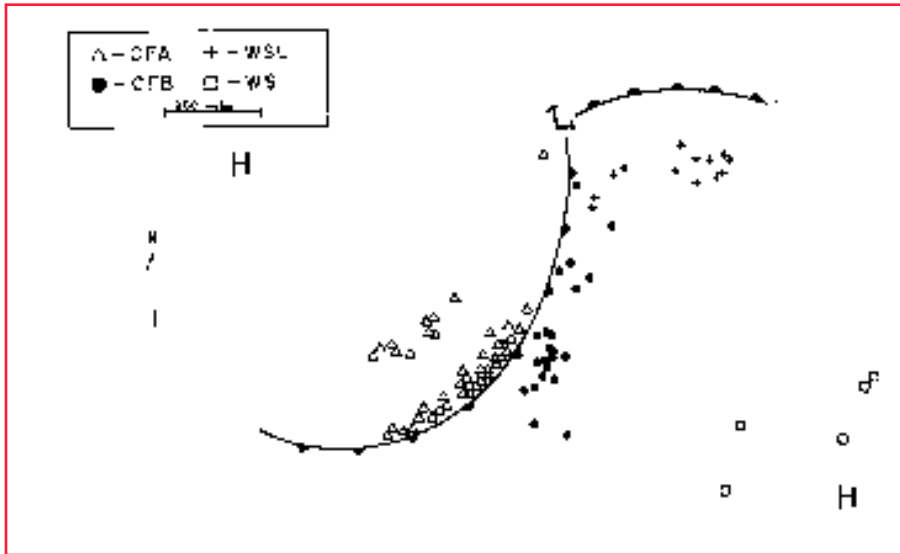 △ – CFA + – WSL
● – CFB □ – WS
L
H
N
H